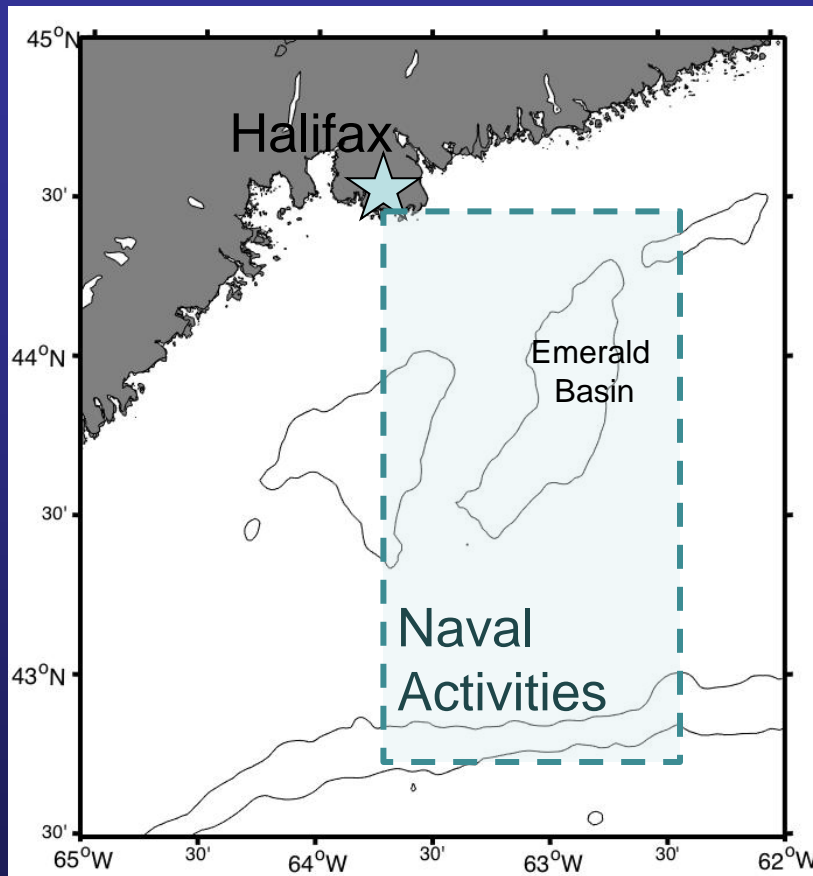 45°N
Halifax
30'
44°N
Emerald
Basin
30'
Naval
43°N
Activities
30'
65°W 30' 64°W 30' 63°W 30' 62°W